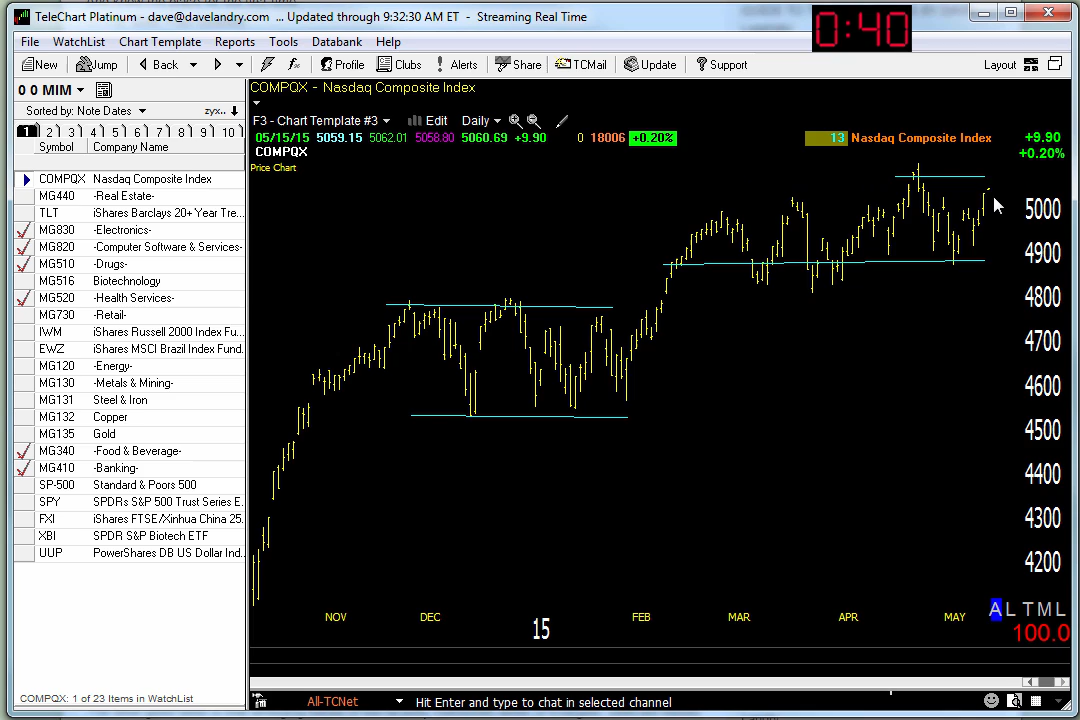 TeleChart Platinum - dave@davelandry.com ... Updated through 9:32:30 AM ET - Streaming Real Time
0:40
File WatchList Chart Template Reports Tools Databank Help
New Jump Back Profile Clubs Alerts Share TCMail Update Support Layout
0 0 MIM
COMPQX - Nasdaq Composite Index
Sorted by: Note Dates zyx..
F3 - Chart Template #3 Edit Daily
1 2 3 4 5 6 7 8 9 10
05/15/15 5059.15 5062.01 5058.80 5060.69 +9.90 0 18006 +0.20% 13 Nasdaq Composite Index +9.90
+0.20%
Symbol Company Name
COMPQX
Price Chart
COMPQX Nasdaq Composite Index
MG440 -Real Estate-
TLT iShares Barclays 20+ Year Tre...
MG830 -Electronics-
MG820 -Computer Software & Services-
MG510 -Drugs-
MG516 Biotechnology
MG520 -Health Services-
MG730 -Retail-
IWM iShares Russell 2000 Index Fu...
EWZ iShares MSCI Brazil Index Fund
MG120 -Energy-
MG130 -Metals & Mining-
MG131 Steel & Iron
MG132 Copper
MG135 Gold
MG340 -Food & Beverage-
MG410 -Banking-
SP-500 Standard & Poors 500
SPY SPDRs S&P 500 Trust Series E.
FXI iShares FTSE/Xinhua China 25.
XBI SPDR S&P Biotech ETF
UUP PowerShares DB US Dollar Ind..
5000
4900
4800
4700
4600
4500
4400
4300
4200
NOV DEC 15 FEB MAR APR MAY
A L T M L
100.0
COMPQX: 1 of 23 Items in WatchList
All-TCNet Hit Enter and type to chat in selected channel